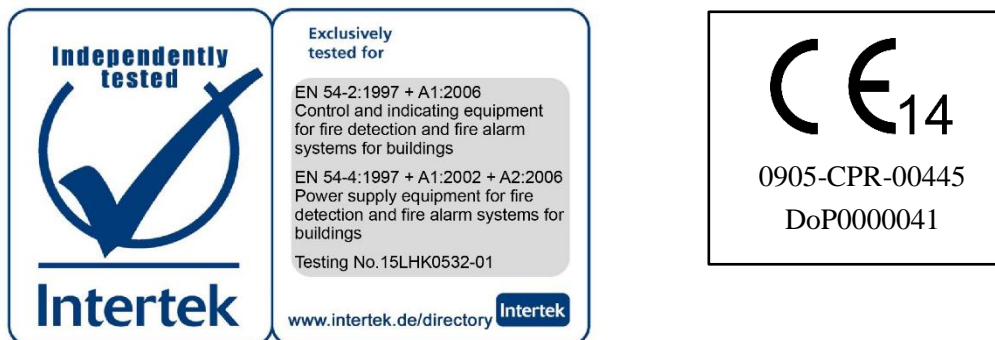 Independently
tested
Intertek
Exclusively
tested for
EN 54-2:1997 + A1:2006
Control and indicating equipment
for fire detection and fire alarm
systems for buildings
EN 54-4:1997 + A1:2002 + A2:2006
Power supply equipment for fire
detection and fire alarm systems for
buildings
Testing No.15LHK0532-01
www.intertek.de/directory Intertek
CE 14
0905-CPR-00445
DoP0000041